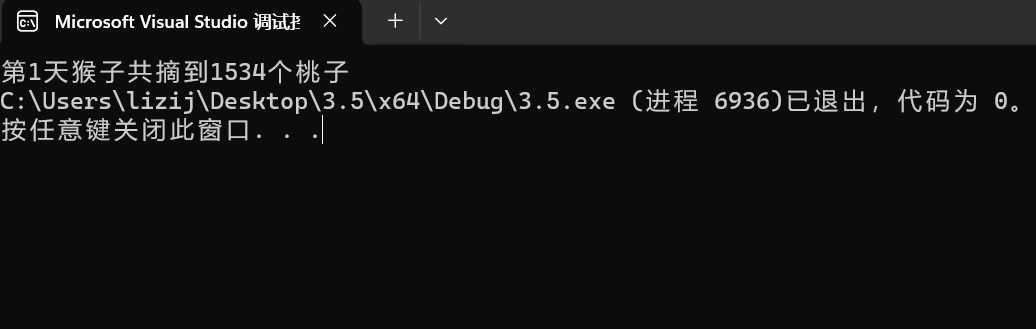 Microsoft Visual Studio 调试
第1天猴子共摘到1534个桃子
C:\Users\lizij\Desktop\3.5\x64\Debug\3.5.exe (进程 6936)已退出，代码为 0。
按任意键关闭此窗口. . .